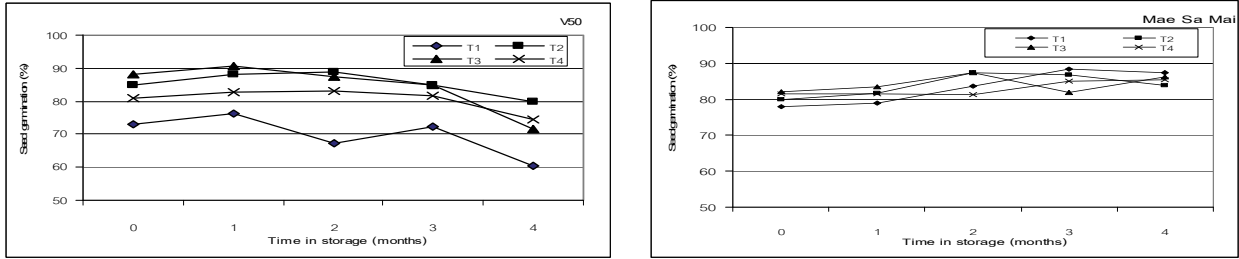 V50
T1 T2
T3 T4
100
90
80
70
60
50
Seed germination (%)
0 1 2 3 4
Time in storage (months)
Mae Sa Mai
T1 T2
T3 T4
100
90
80
70
60
50
Seed germination (%)
0 1 2 3 4
Time in storage (months)